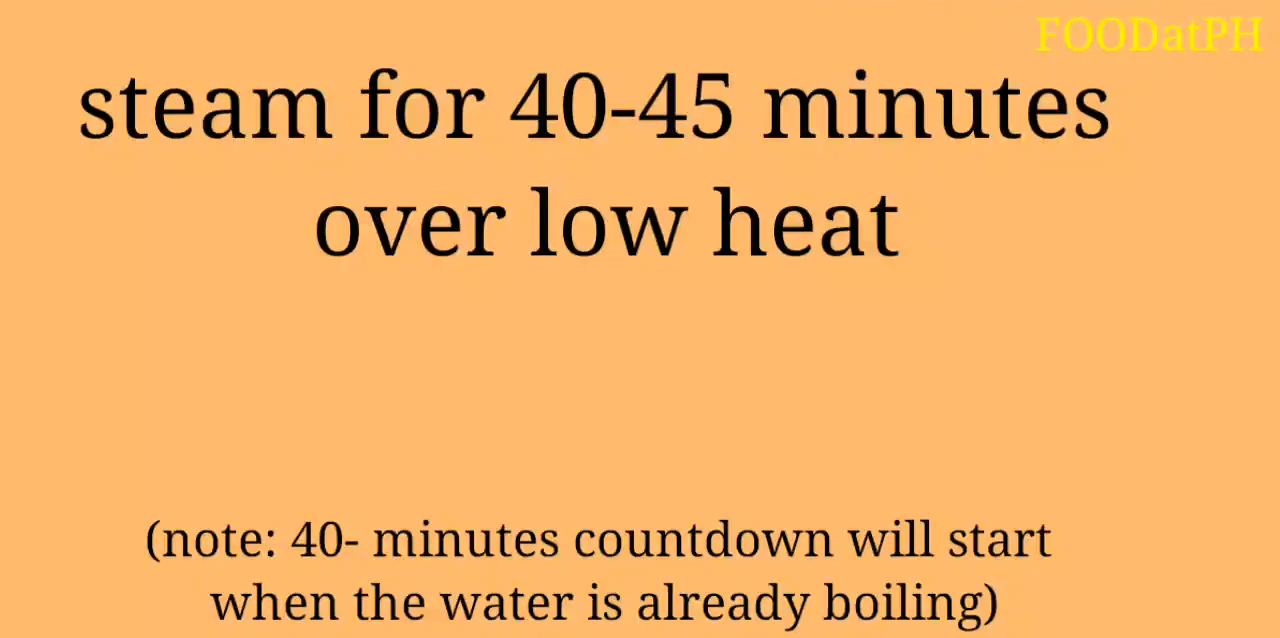 FOODatPH
steam for 40-45 minutes
over low heat
(note: 40- minutes countdown will start
when the water is already boiling)